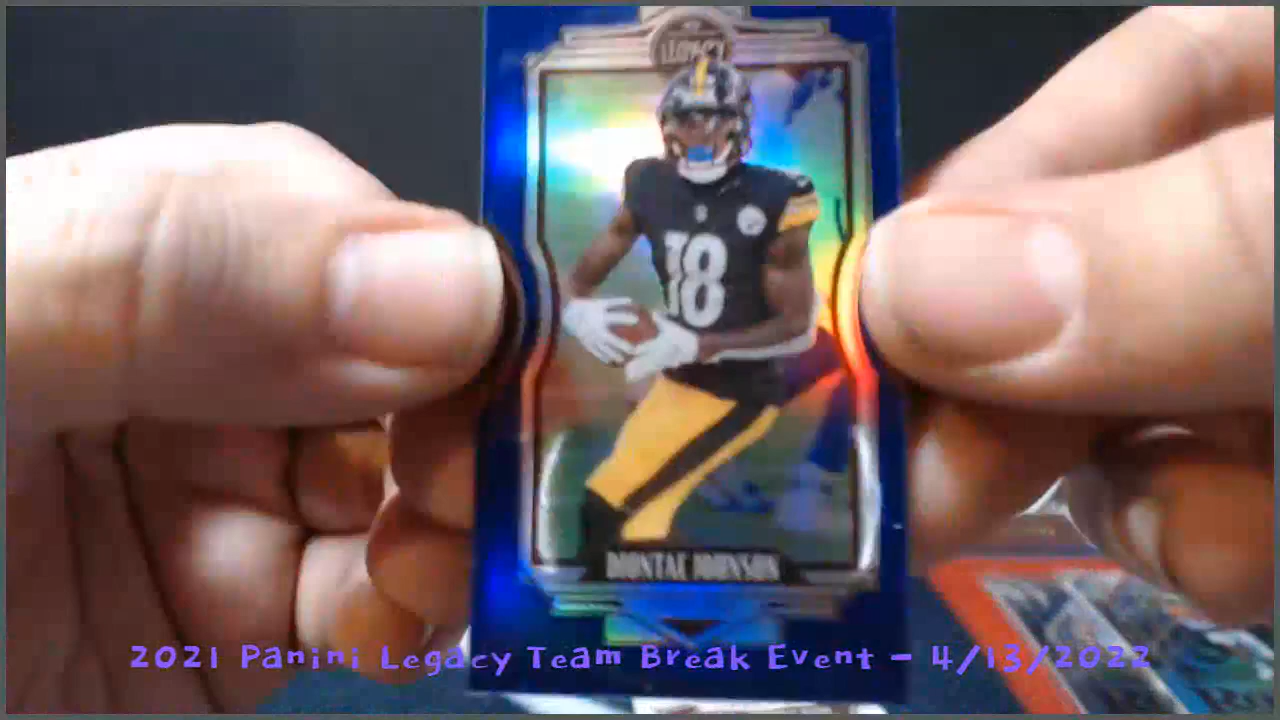 LEGACY
18
DIONTAE JOHNSON
2021 Panini Legacy Team Break Event - 4/13/2022